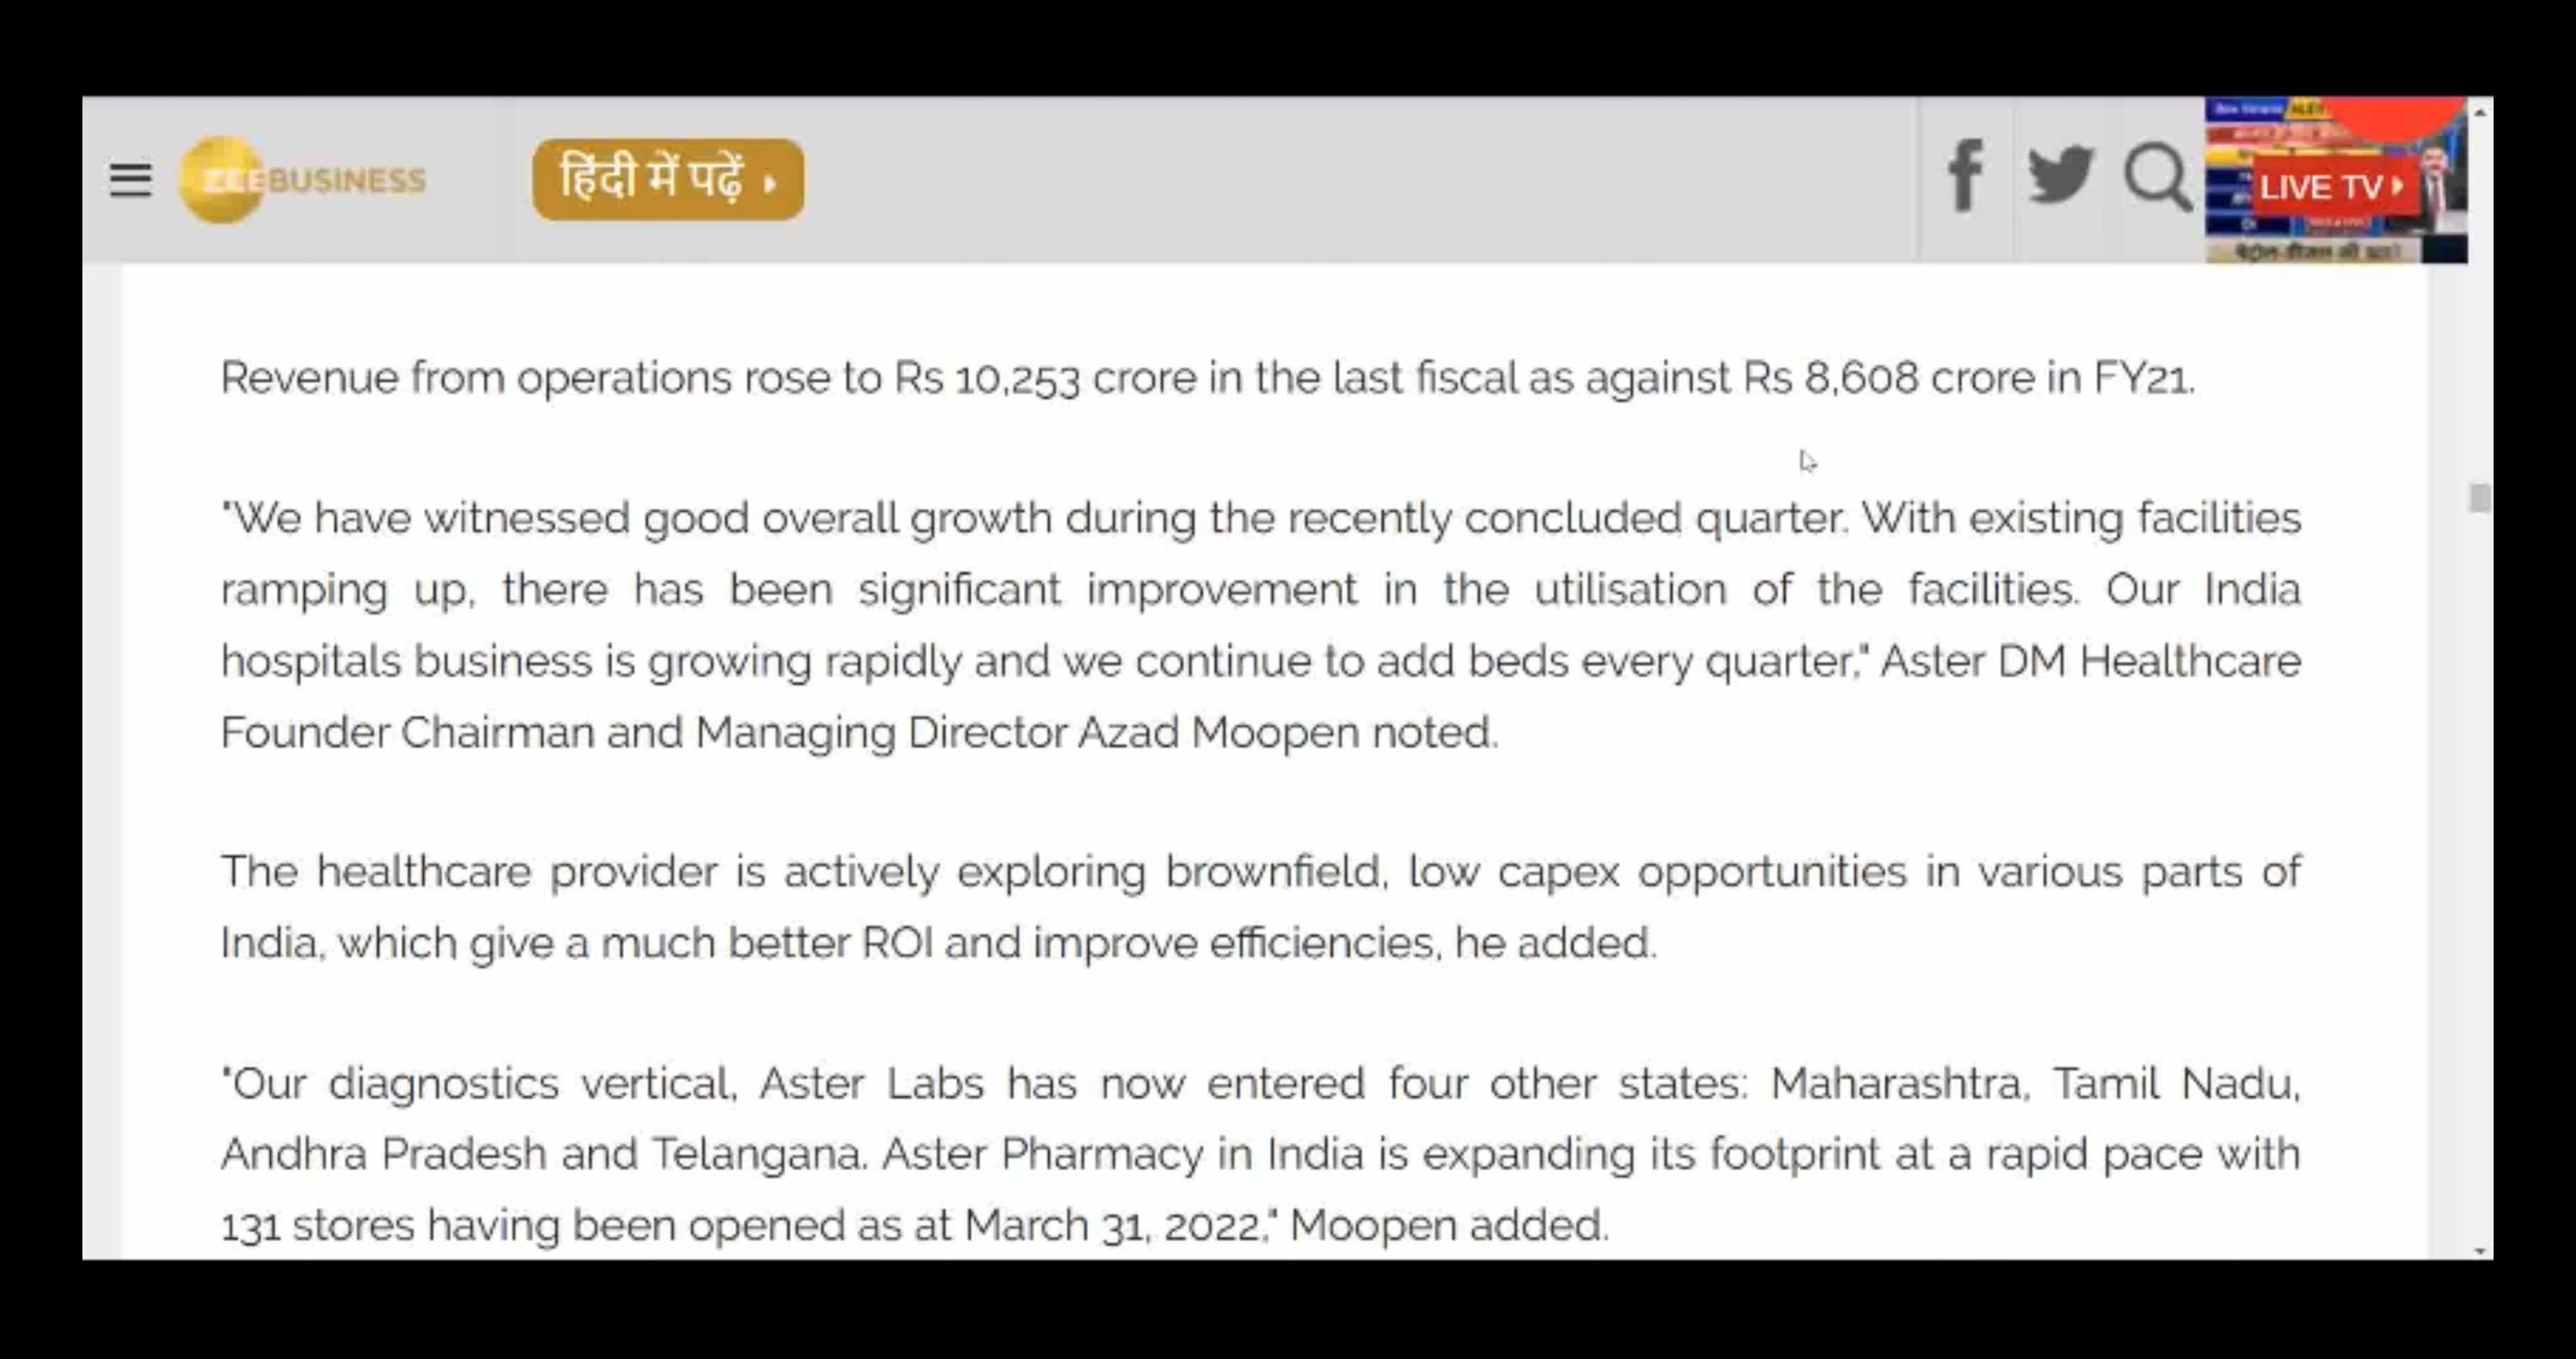 ZEEBUSINESS
हिंदी में पढ़ें
LIVE TV
Revenue from operations rose to Rs 10,253 crore in the last fiscal as against Rs 8,608 crore in FY21.
"We have witnessed good overall growth during the recently concluded quarter. With existing facilities
ramping up, there has been significant improvement in the utilisation of the facilities. Our India
hospitals business is growing rapidly and we continue to add beds every quarter," Aster DM Healthcare
Founder Chairman and Managing Director Azad Moopen noted.
The healthcare provider is actively exploring brownfield, low capex opportunities in various parts of
India, which give a much better ROI and improve efficiencies, he added.
"Our diagnostics vertical, Aster Labs has now entered four other states: Maharashtra, Tamil Nadu,
Andhra Pradesh and Telangana. Aster Pharmacy in India is expanding its footprint at a rapid pace with
131 stores having been opened as at March 31, 2022," Moopen added.